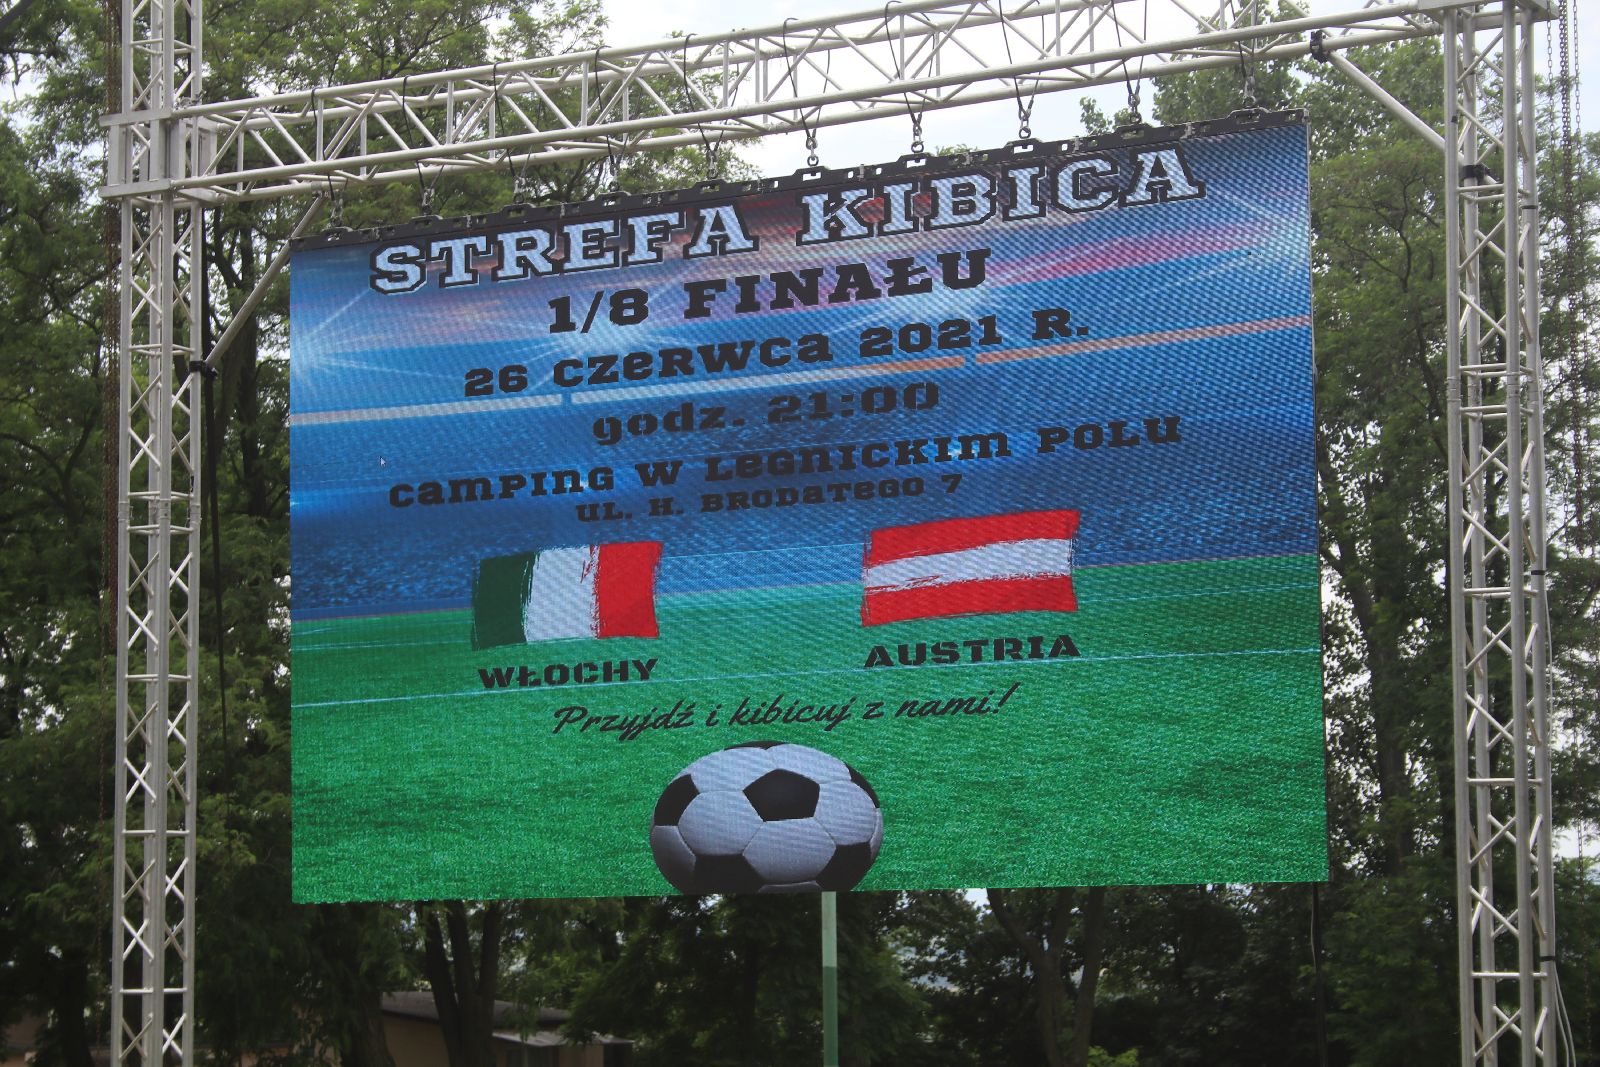 STREFA KIBICA
1/8 FINAŁU
26 czerwca 2021 R.
godz. 21:00
camping w Legnickim Polu
ul. H. Brodatego 7
WŁOCHY
AUSTRIA
Przyjdź i kibicuj z nami!